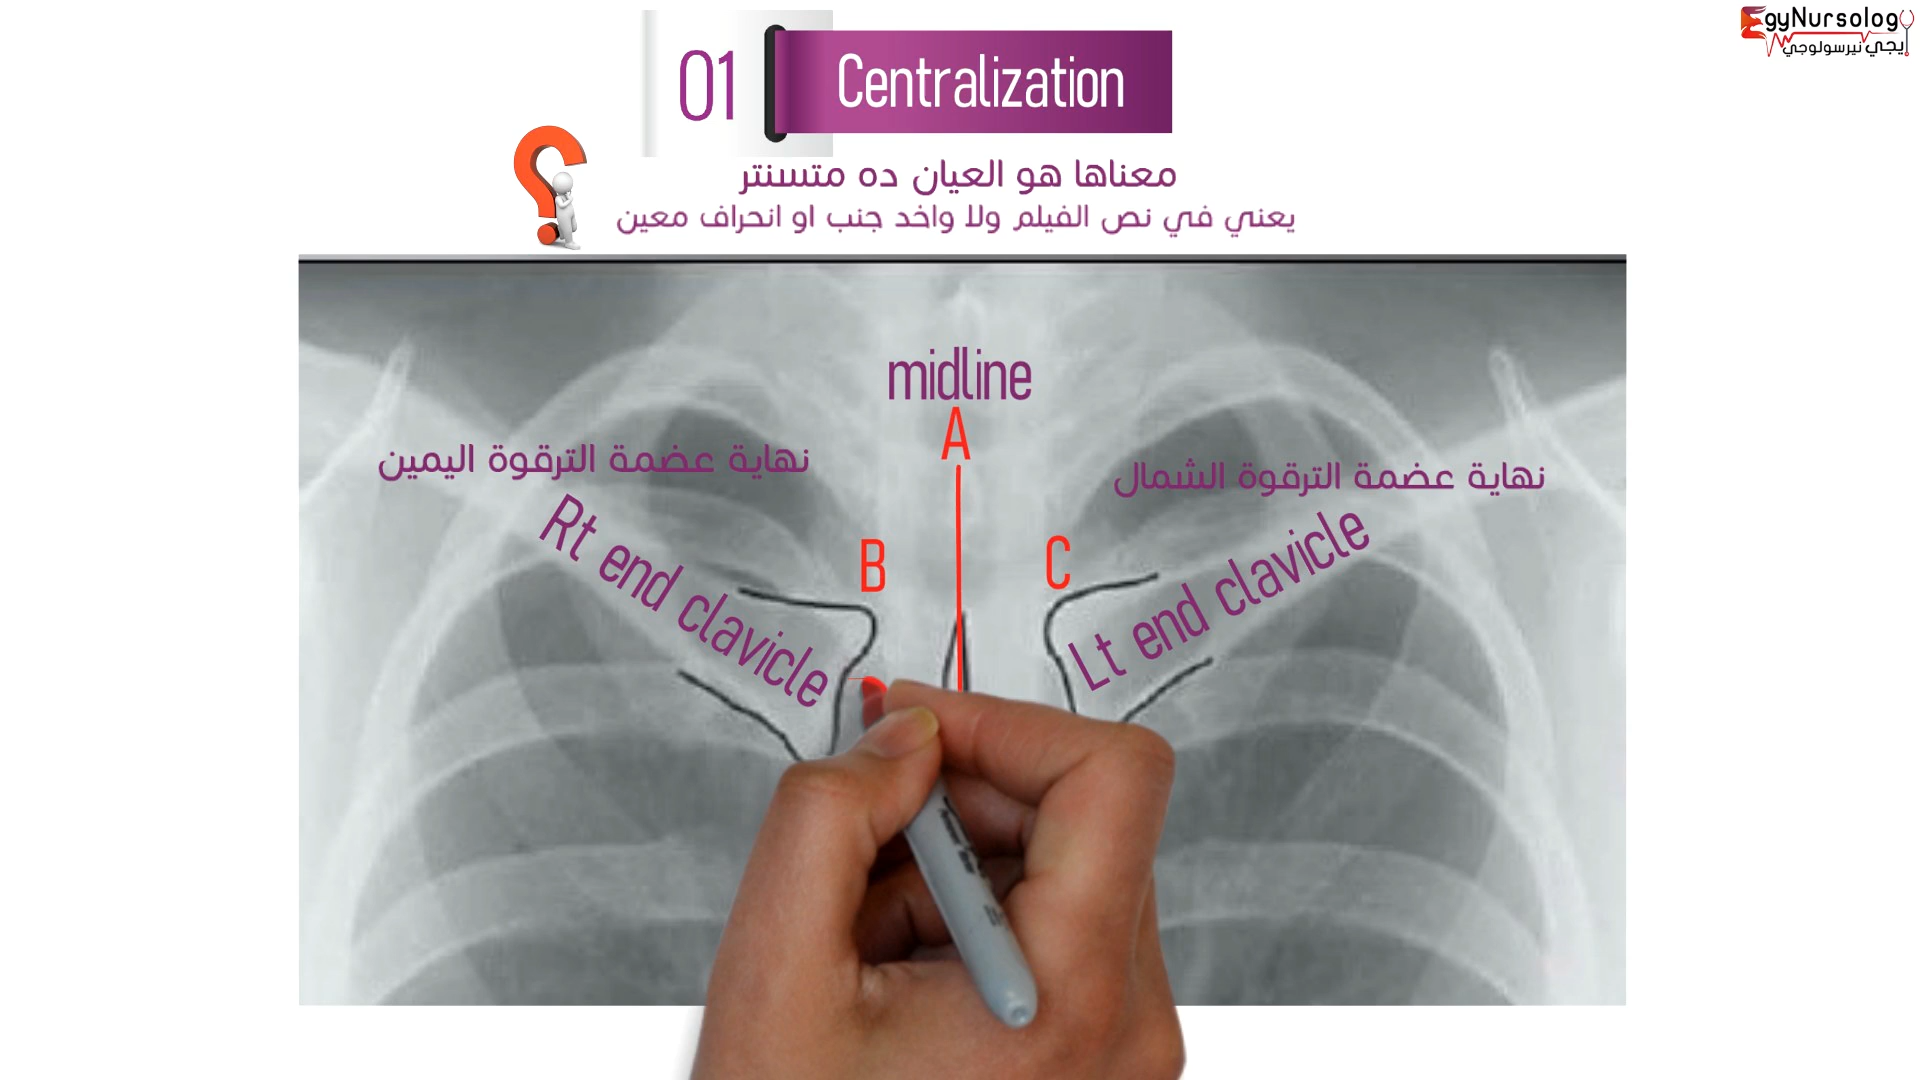 EgyNursology
إيجي نيرسولوجي
01
Centralization
معناها هو العيان ده متسنتر
يعني في نص الفيلم ولا واخد جنب او انحراف معين
midline
A
نهاية عضمة الترقوة اليمين
نهاية عضمة الترقوة الشمال
Rt end clavicle
Lt end clavicle
B
C